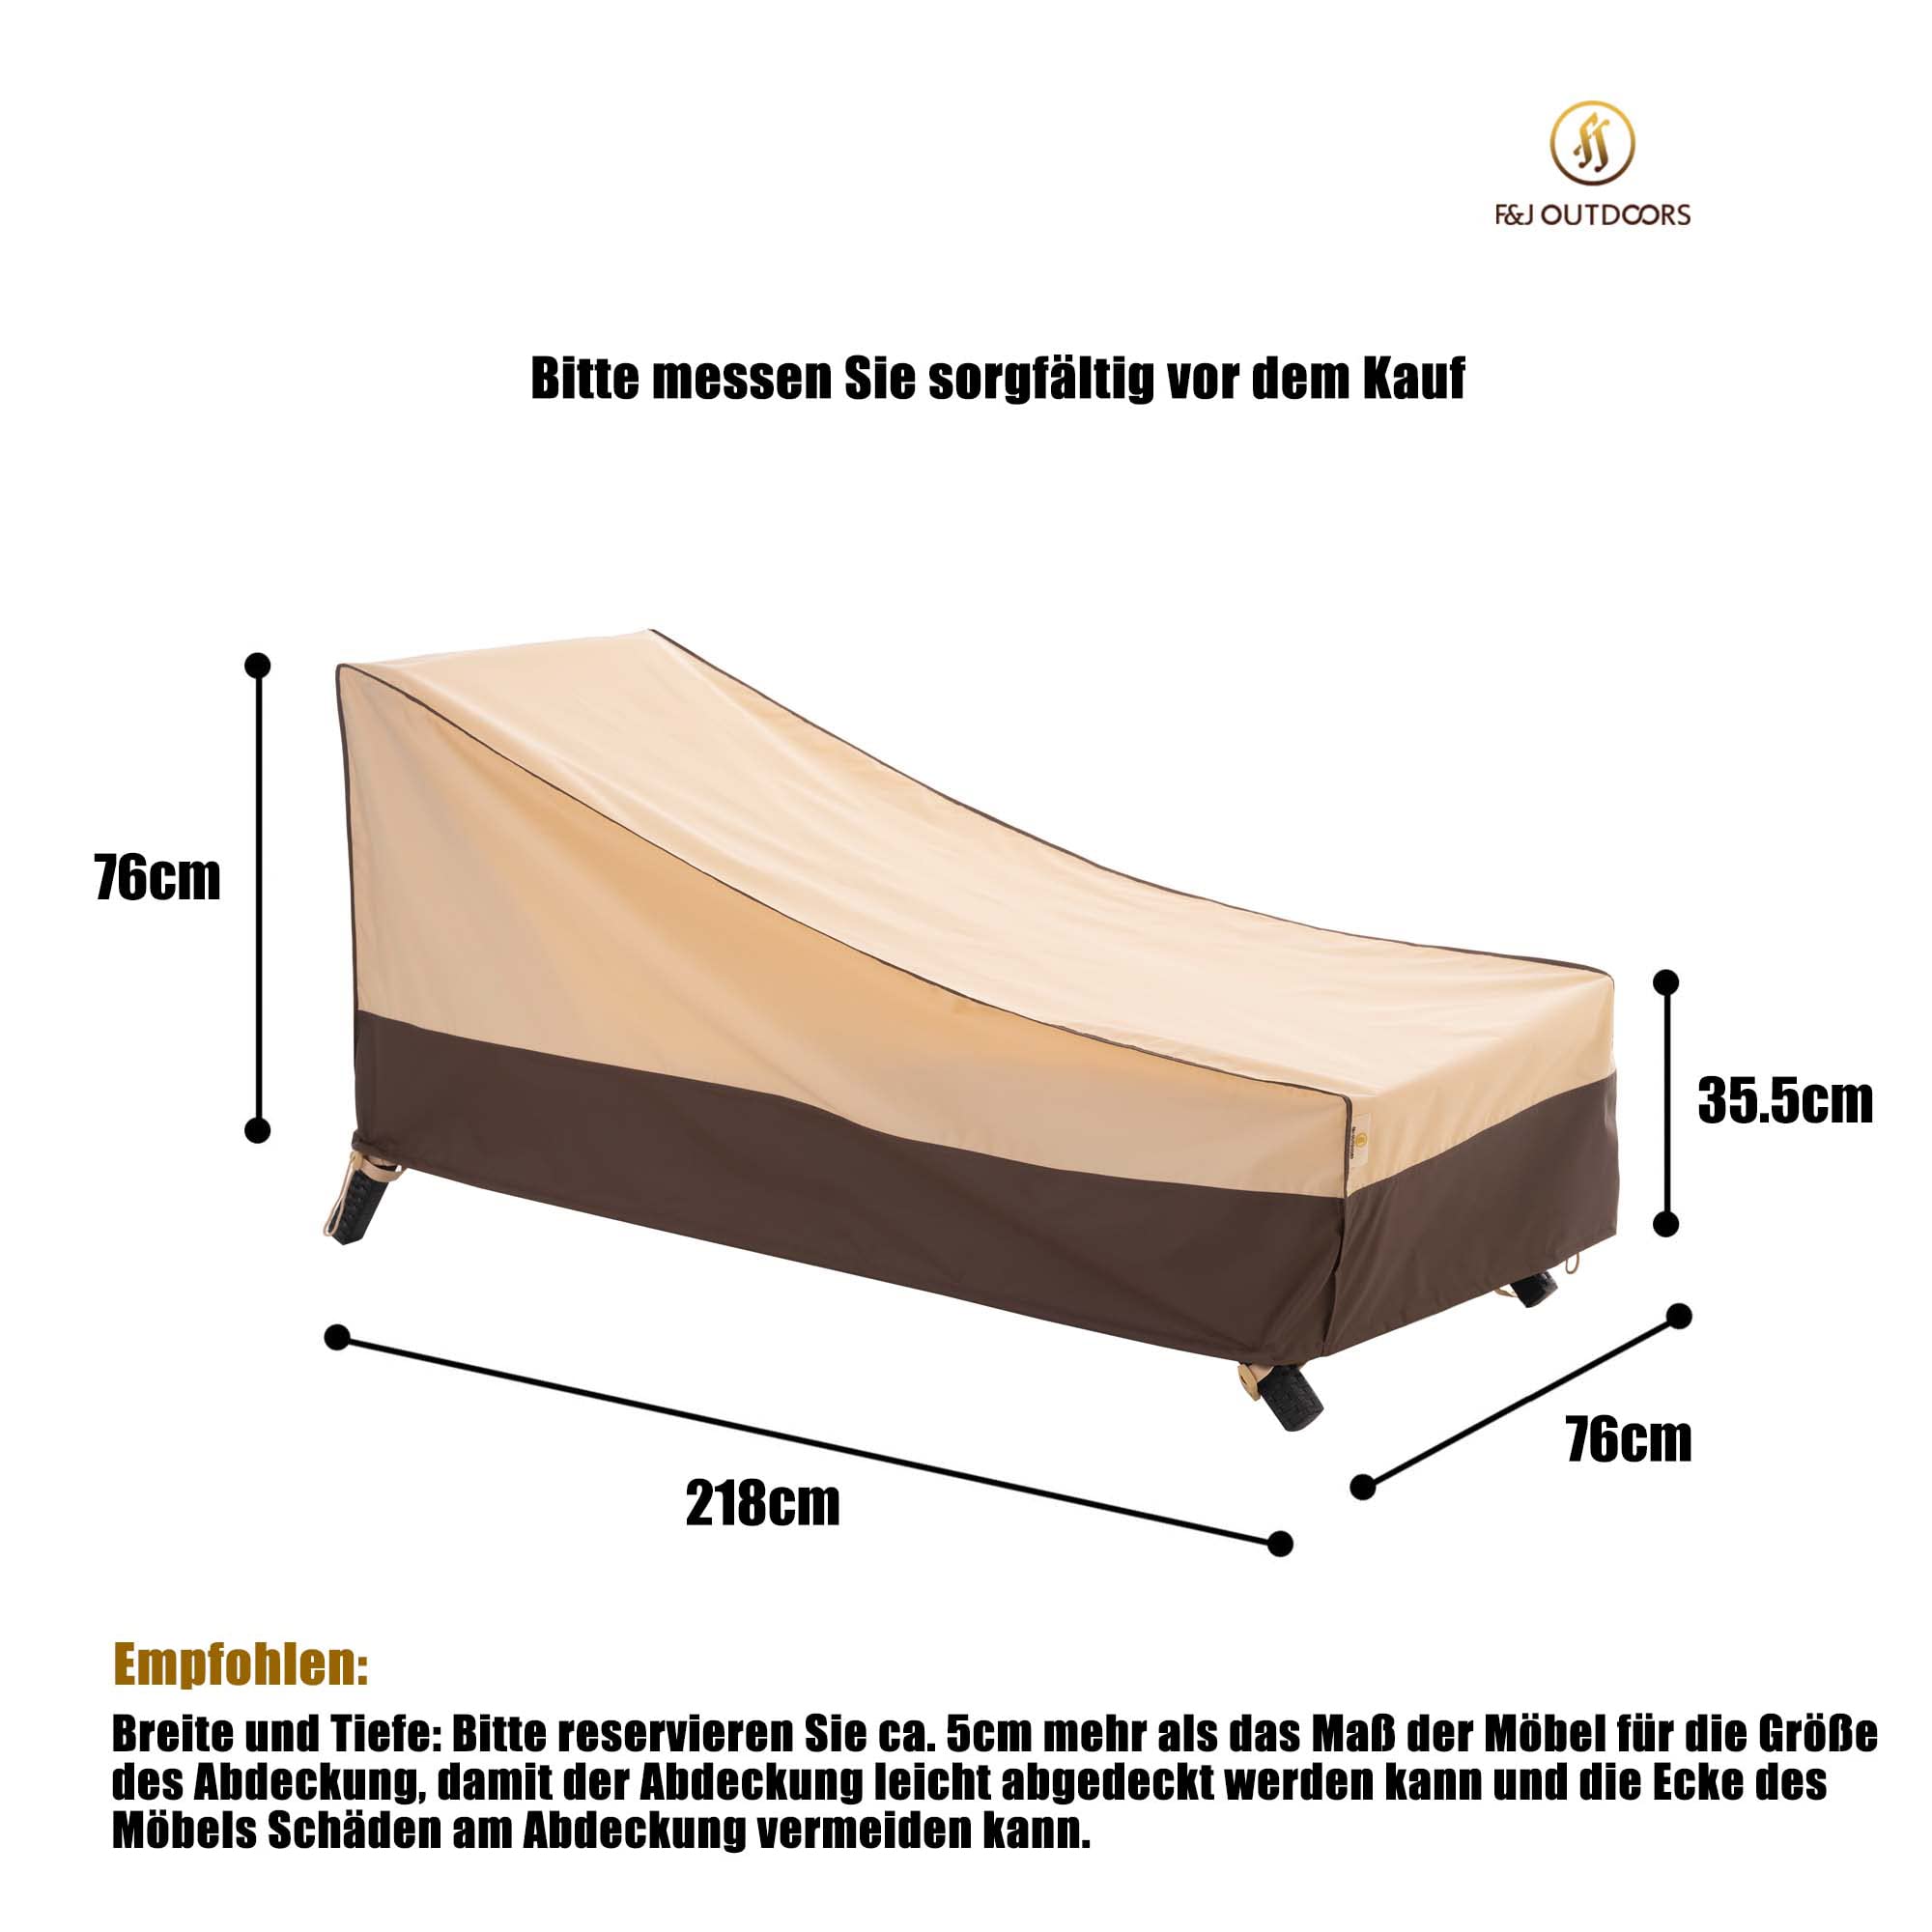 F&J OUTDOORS
Bitte messen Sie sorgfältig vor dem Kauf
76cm
35.5cm
76cm
218cm
Empfohlen:
Breite und Tiefe: Bitte reservieren Sie ca. 5cm mehr als das Maß der Möbel für die Größe
des Abdeckung, damit der Abdeckung leicht abgedeckt werden kann und die Ecke des
Möbels Schäden am Abdeckung vermeiden kann.